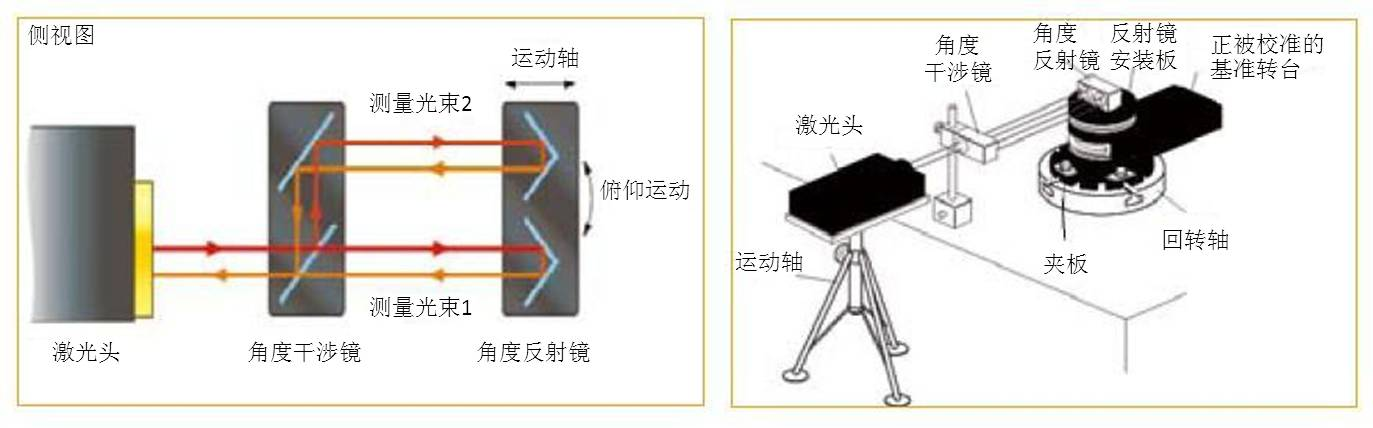 侧视图
运动轴
测量光束2
俯仰运动
测量光束1
激光头
角度干涉镜
角度反射镜
角度
干涉镜
角度
反射镜
反射镜
安装板
正被校准的
基准转台
激光头
运动轴
夹板
回转轴